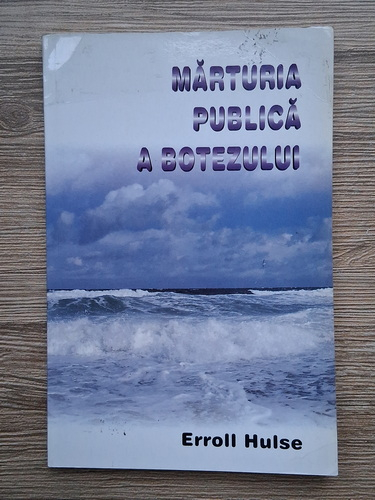 MĂRTURIA
PUBLICĂ
A BOTEZULUI
Erroll Hulse